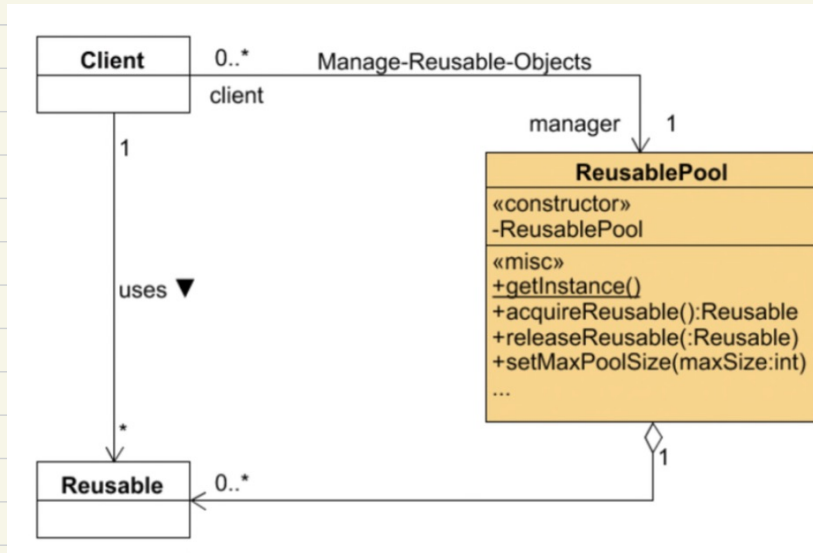 Client
0..*
Manage-Reusable-Objects
client
1
manager
1
ReusablePool
«constructor»
-ReusablePool
«misc»
+getInstance()
+acquireReusable():Reusable
+releaseReusable(:Reusable)
+setMaxPoolSize(maxSize:int)
...
uses ▼
*
1
Reusable
0..*